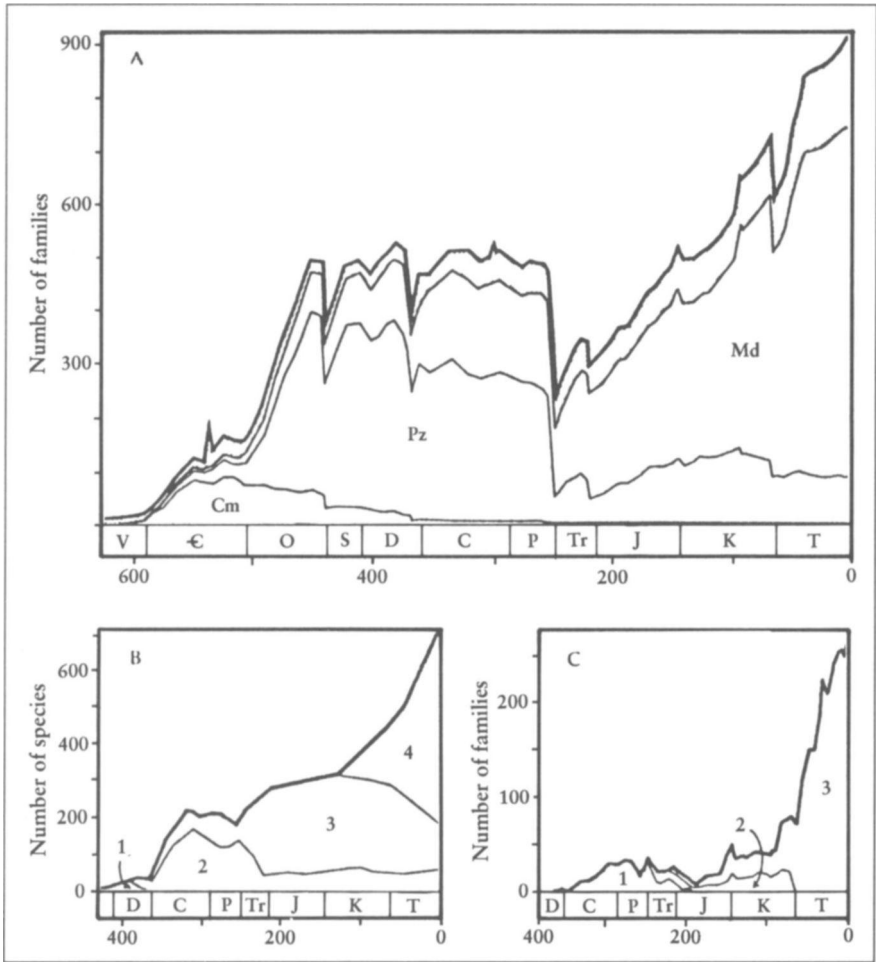 A
Number of families
900
600
300
Cm
Pz
Md
V Є O S D C P Tr J K T
600 400 200 0
B
Number of species
600
400
200
0
1
2
3
4
D C P Tr J K T
400 200 0
C
Number of families
200
100
0
1
2
3
D C P Tr J K T
400 300 200 100 0